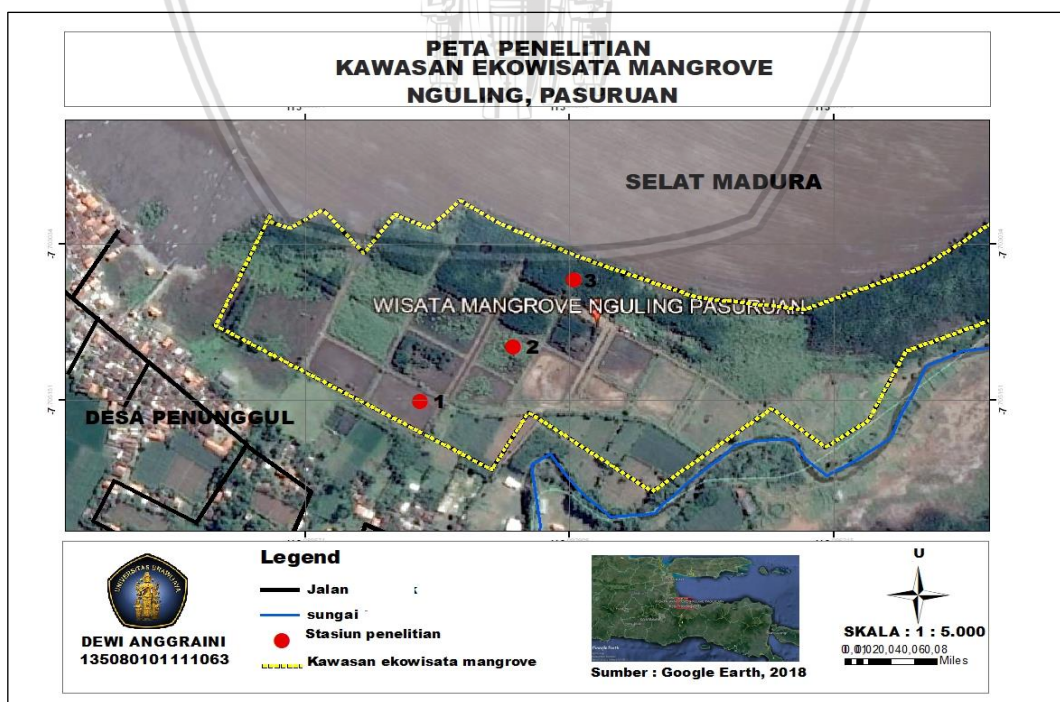 PETA PENELITIAN
KAWASAN EKOWISATA MANGROVE
NGULING, PASURUAN
SELAT MADURA
3
WISATA MANGROVE NGULING PASURUAN
2
1
DESA PENUNGGUL
UNIVERSITAS BRAWIJAYA
DEWI ANGGRAINI
135080101111063
Legend
Jalan
sungai
Stasiun penelitian
Kawasan ekowisata mangrove
Sumber : Google Earth, 2018
U
SKALA : 1 : 5.000
Miles